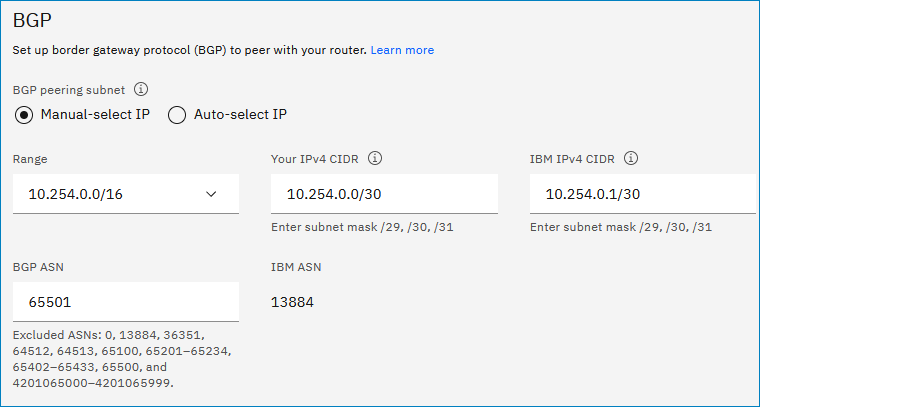 BGP
Set up border gateway protocol (BGP) to peer with your router. Learn more
BGP peering subnet
Manual-select IP Auto-select IP
Range Your IPv4 CIDR IBM IPv4 CIDR
10.254.0.0/16 10.254.0.0/30 10.254.0.1/30
Enter subnet mask /29, /30, /31 Enter subnet mask /29, /30, /31
BGP ASN IBM ASN
65501 13884
Excluded ASNs: 0, 13884, 36351,
64512, 64513, 65100, 65201–65234,
65402–65433, 65500, and
4201065000–4201065999.